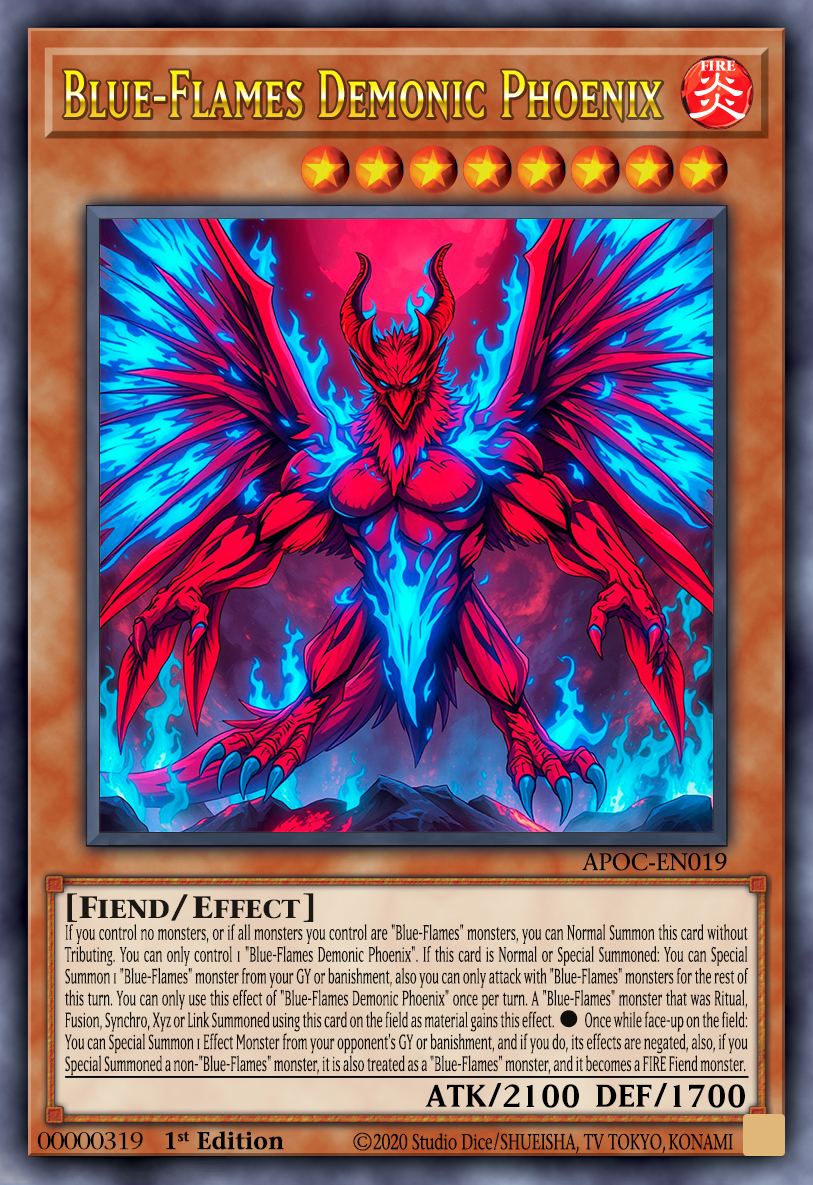 Blue-Flames Demonic Phoenix
FIRE
炎
APOC-EN019
[Fiend/Effect]
If you control no monsters, or if all monsters you control are "Blue-Flames" monsters, you can Normal Summon this card without
Tributing. You can only control 1 "Blue-Flames Demonic Phoenix". If this card is Normal or Special Summoned: You can Special
Summon 1 "Blue-Flames" monster from your GY or banishment, also you can only attack with "Blue-Flames" monsters for the rest of
this turn. You can only use this effect of "Blue-Flames Demonic Phoenix" once per turn. A "Blue-Flames" monster that was Ritual,
Fusion, Synchro, Xyz or Link Summoned using this card on the field as material gains this effect. ● Once while face-up on the field:
You can Special Summon 1 Effect Monster from your opponent's GY or banishment, and if you do, its effects are negated, also, if you
Special Summoned a non-"Blue-Flames" monster, it is also treated as a "Blue-Flames" monster, and it becomes a FIRE Fiend monster.
ATK/2100 DEF/1700
00000319 1st Edition ©2020 Studio Dice/SHUEISHA, TV TOKYO, KONAMI